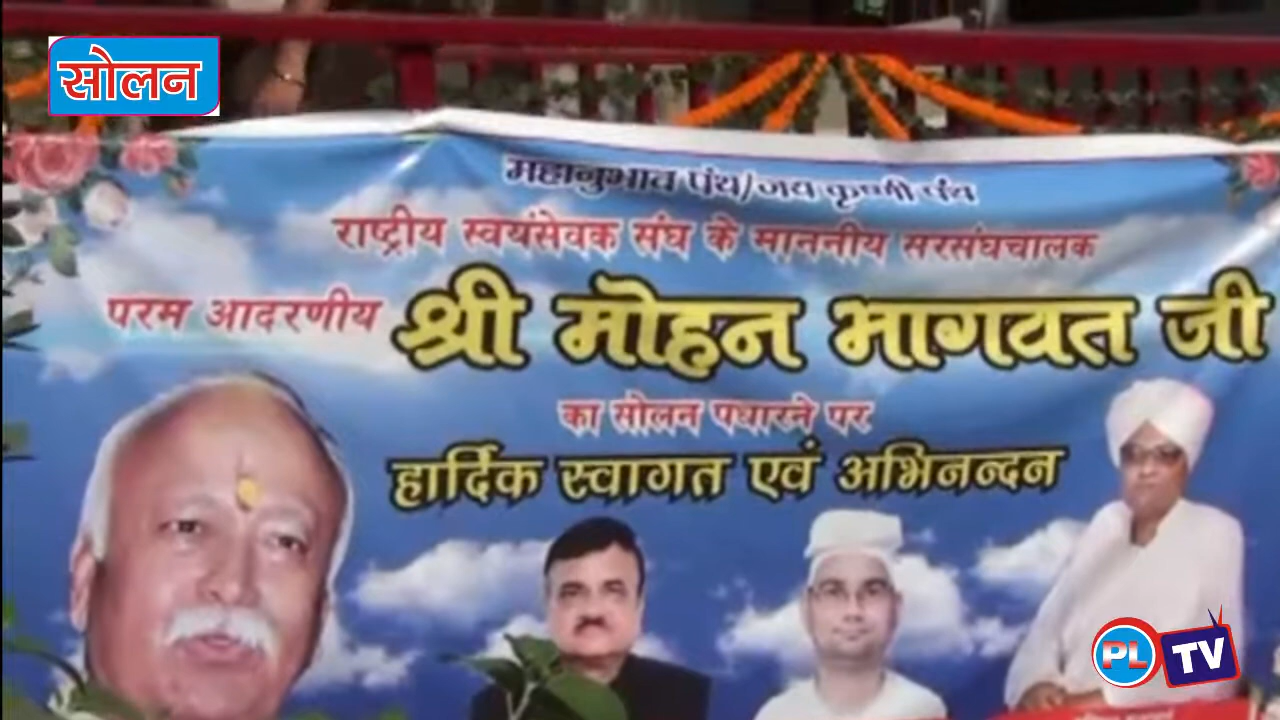 सोलन
महानुभाव पंथ/जय कृष्णी पंथ
राष्ट्रीय स्वयंसेवक संघ के माननीय सरसंघचालक
परम आदरणीय श्री मोहन भागवत जी
का सोलन पधारने पर
हार्दिक स्वागत एवं अभिनन्दन
PL TV